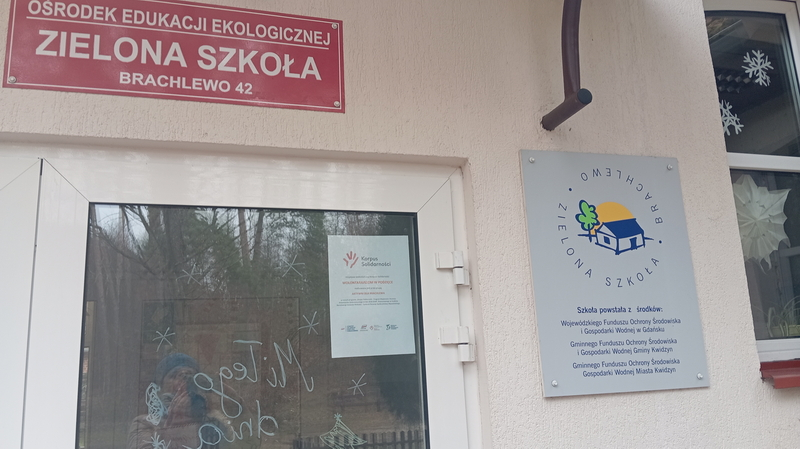 OŚRODEK EDUKACJI EKOLOGICZNEJ
ZIELONA SZKOŁA
BRACHLEWO 42
Korpus
Solidarności
Miłego
dnia
ZIELONA SZKOŁA • BRACHLEWO •
Szkoła powstała z środków:
Wojewódzkiego Funduszu Ochrony Środowiska
i Gospodarki Wodnej w Gdańsku
Gminnego Funduszu Ochrony Środowiska
i Gospodarki Wodnej Gminy Kwidzyn
Gminnego Funduszu Ochrony Środowiska
Gospodarki Wodnej Miasta Kwidzyn